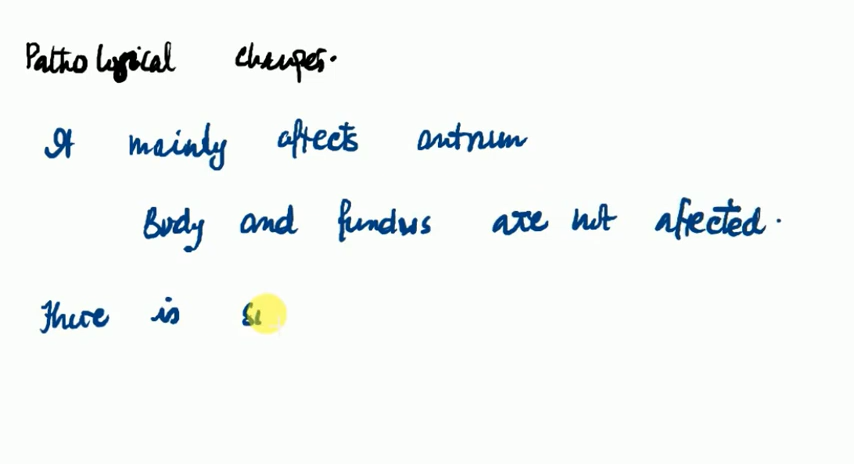 Pathological changes.
It mainly affects antrum
Body and fundus are not affected.
There is